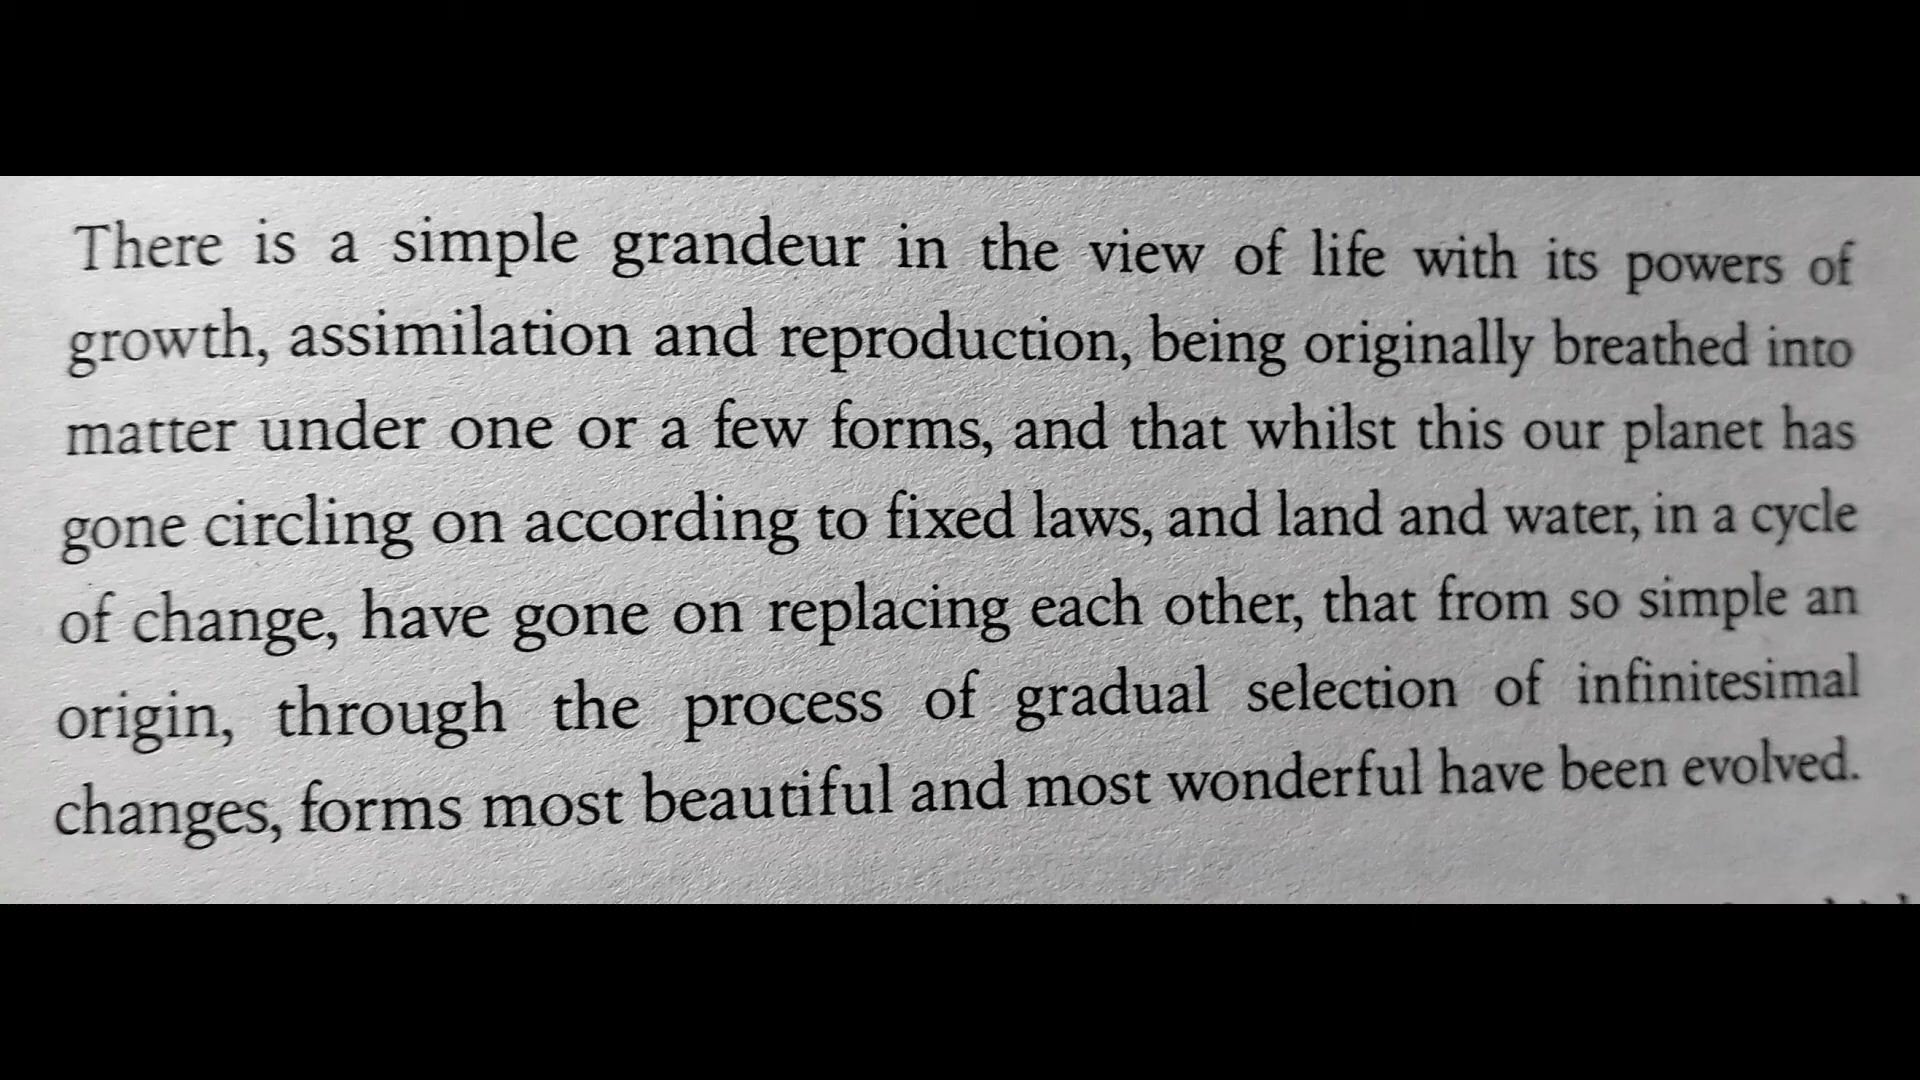 There is a simple grandeur in the view of life with its powers of
growth, assimilation and reproduction, being originally breathed into
matter under one or a few forms, and that whilst this our planet has
gone circling on according to fixed laws, and land and water, in a cycle
of change, have gone on replacing each other, that from so simple an
origin, through the process of gradual selection of infinitesimal
changes, forms most beautiful and most wonderful have been evolved.